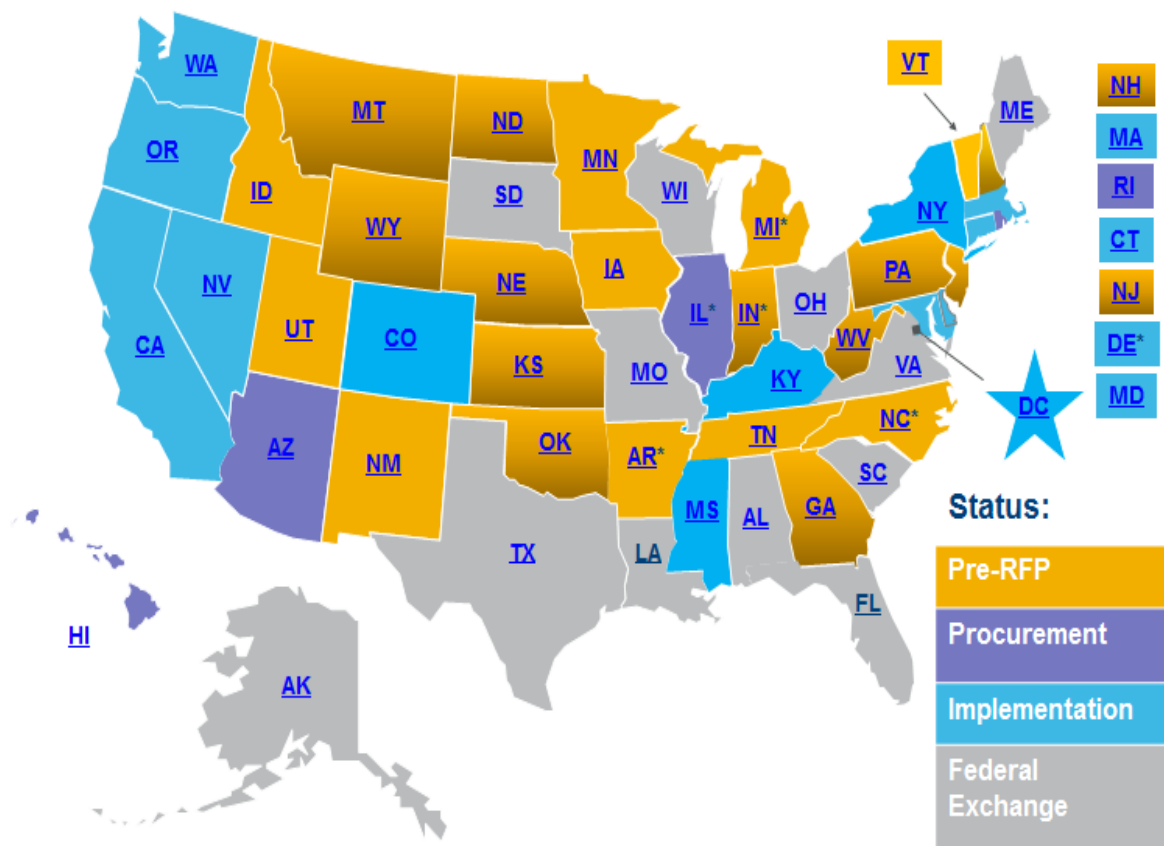 WA
VT
ME
NH
MT
ND
MN
MA
OR
ID
SD
WI
RI
WY
MI*
NY
CT
NV
NE
IA
PA
NJ
CA
UT
CO
IL*
IN*
OH
DE*
KS
MO
KY
WV
VA
MD
AZ
NM
OK
AR*
TN
NC*
DC
TX
LA
MS
AL
GA
SC
FL
HI
AK
Status:
Pre-RFP
Procurement
Implementation
Federal
Exchange